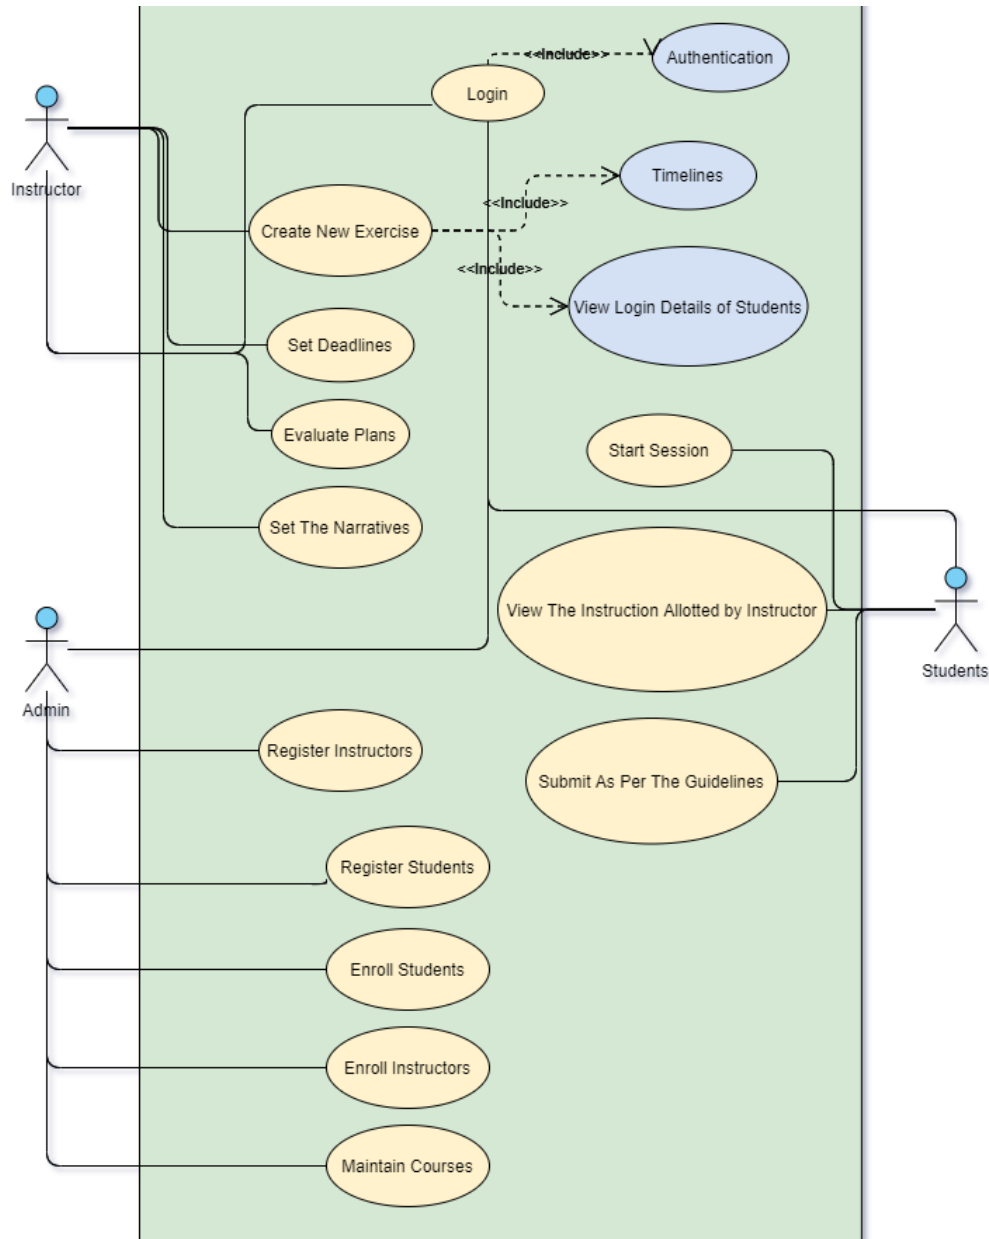 <<Include>>
Authentication
Login
Timelines
Instructor
<<Include>>
Create New Exercise
<<Include>>
View Login Details of Students
Set Deadlines
Evaluate Plans
Start Session
Set The Narratives
View The Instruction Allotted by Instructor
Students
Admin
Register Instructors
Submit As Per The Guidelines
Register Students
Enroll Students
Enroll Instructors
Maintain Courses